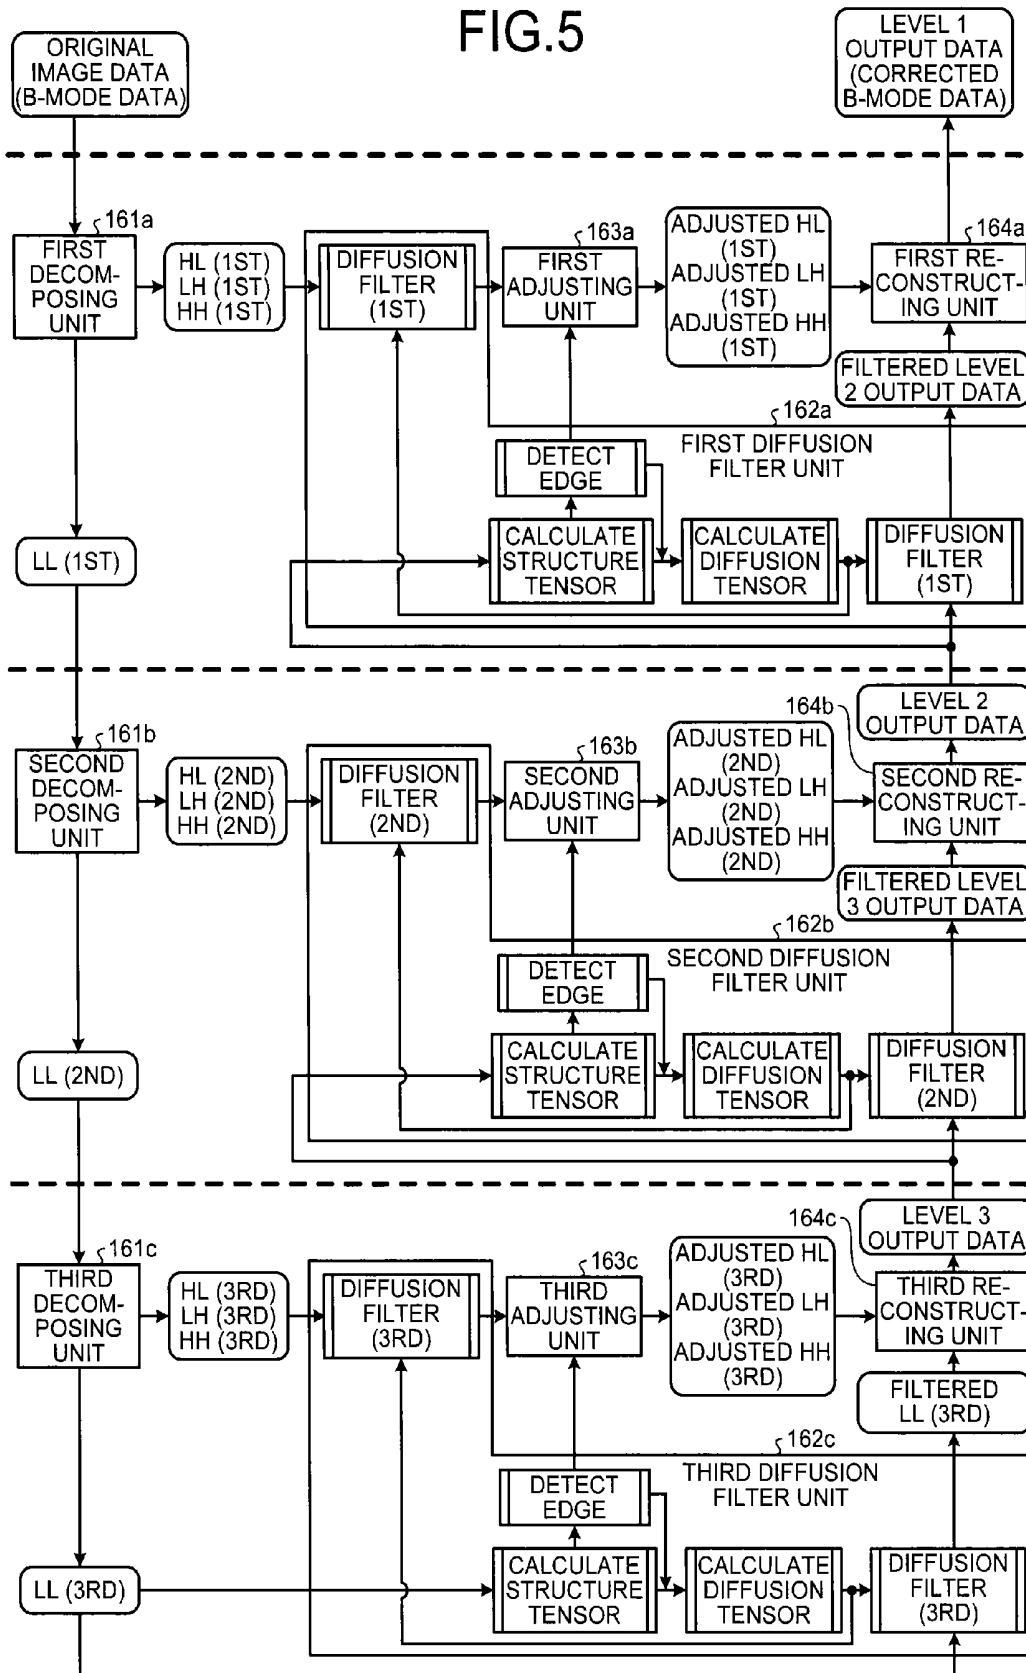 FIG.5
ORIGINAL
IMAGE DATA
(B-MODE DATA)
LEVEL 1
OUTPUT DATA
(CORRECTED
B-MODE DATA)
161a
FIRST
DECOM-
POSING
UNIT
HL (1ST)
LH (1ST)
HH (1ST)
DIFFUSION
FILTER
(1ST)
163a
FIRST
ADJUSTING
UNIT
ADJUSTED HL
(1ST)
ADJUSTED LH
(1ST)
ADJUSTED HH
(1ST)
164a
FIRST RE-
CONSTRUCT-
ING UNIT
FILTERED LEVEL
2 OUTPUT DATA
162a
FIRST DIFFUSION
FILTER UNIT
DETECT
EDGE
LL (1ST)
CALCULATE
STRUCTURE
TENSOR
CALCULATE
DIFFUSION
TENSOR
DIFFUSION
FILTER
(1ST)
LEVEL 2
OUTPUT DATA
161b
SECOND
DECOM-
POSING
UNIT
HL (2ND)
LH (2ND)
HH (2ND)
DIFFUSION
FILTER
(2ND)
163b
SECOND
ADJUSTING
UNIT
ADJUSTED HL
(2ND)
ADJUSTED LH
(2ND)
ADJUSTED HH
(2ND)
164b
SECOND RE-
CONSTRUCT-
ING UNIT
FILTERED LEVEL
3 OUTPUT DATA
162b
SECOND DIFFUSION
FILTER UNIT
DETECT
EDGE
LL (2ND)
CALCULATE
STRUCTURE
TENSOR
CALCULATE
DIFFUSION
TENSOR
DIFFUSION
FILTER
(2ND)
LEVEL 3
OUTPUT DATA
161c
THIRD
DECOM-
POSING
UNIT
HL (3RD)
LH (3RD)
HH (3RD)
DIFFUSION
FILTER
(3RD)
163c
THIRD
ADJUSTING
UNIT
ADJUSTED HL
(3RD)
ADJUSTED LH
(3RD)
ADJUSTED HH
(3RD)
164c
THIRD RE-
CONSTRUCT-
ING UNIT
FILTERED
LL (3RD)
162c
THIRD DIFFUSION
FILTER UNIT
DETECT
EDGE
LL (3RD)
CALCULATE
STRUCTURE
TENSOR
CALCULATE
DIFFUSION
TENSOR
DIFFUSION
FILTER
(3RD)